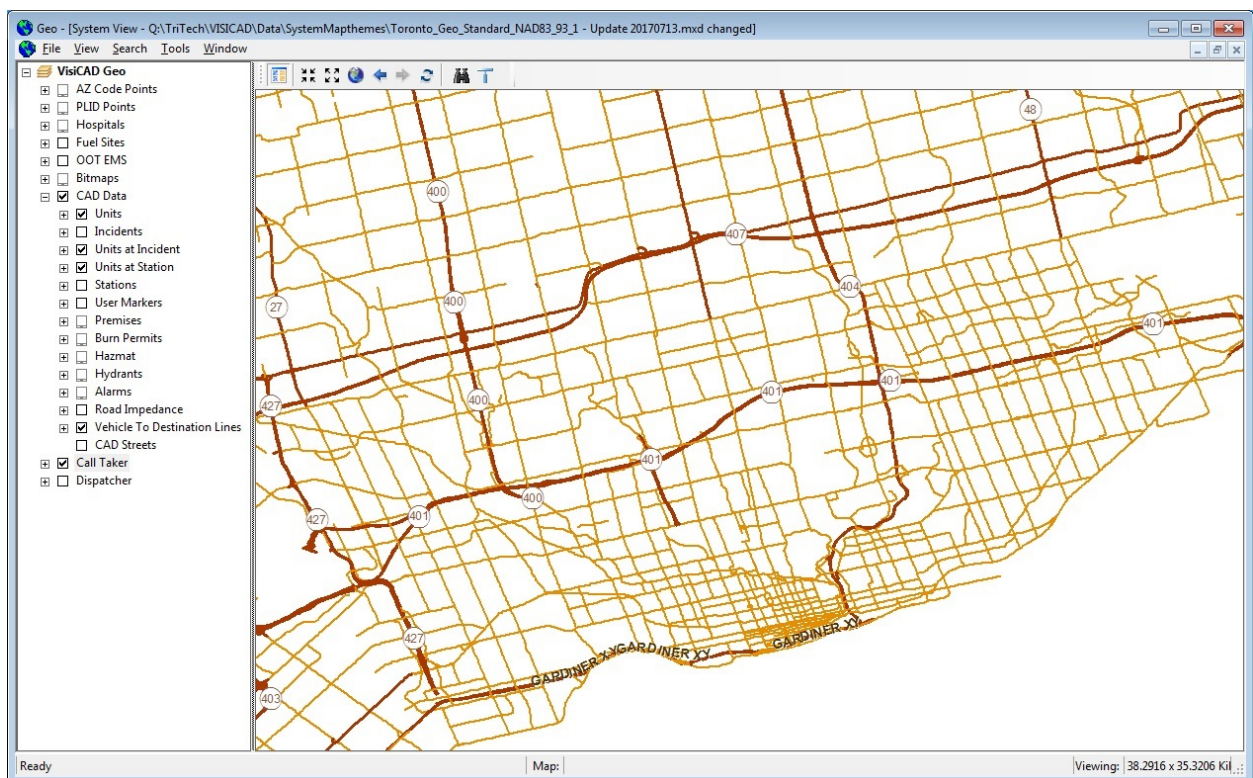 Geo - [System View - Q:\TriTech\VISICAD\Data\SystemMapthemes\Toronto_Geo_Standard_NAD83_93_1 - Update 20170713.mxd changed]
File View Search Tools Window
VisiCAD Geo
AZ Code Points
PLID Points
Hospitals
Fuel Sites
OOT EMS
Bitmaps
CAD Data
Units
Incidents
Units at Incident
Units at Station
Stations
User Markers
Premises
Burn Permits
Hazmat
Hydrants
Alarms
Road Impedance
Vehicle To Destination Lines
CAD Streets
Call Taker
Dispatcher
48
400
407
404
27
400
401
401
401
427
400
401
400
401
427
427
GARDINER XY
GARDINER XY
GARDINER XY
403
Ready
Map:
Viewing: 38.2916 x 35.3206 Kil